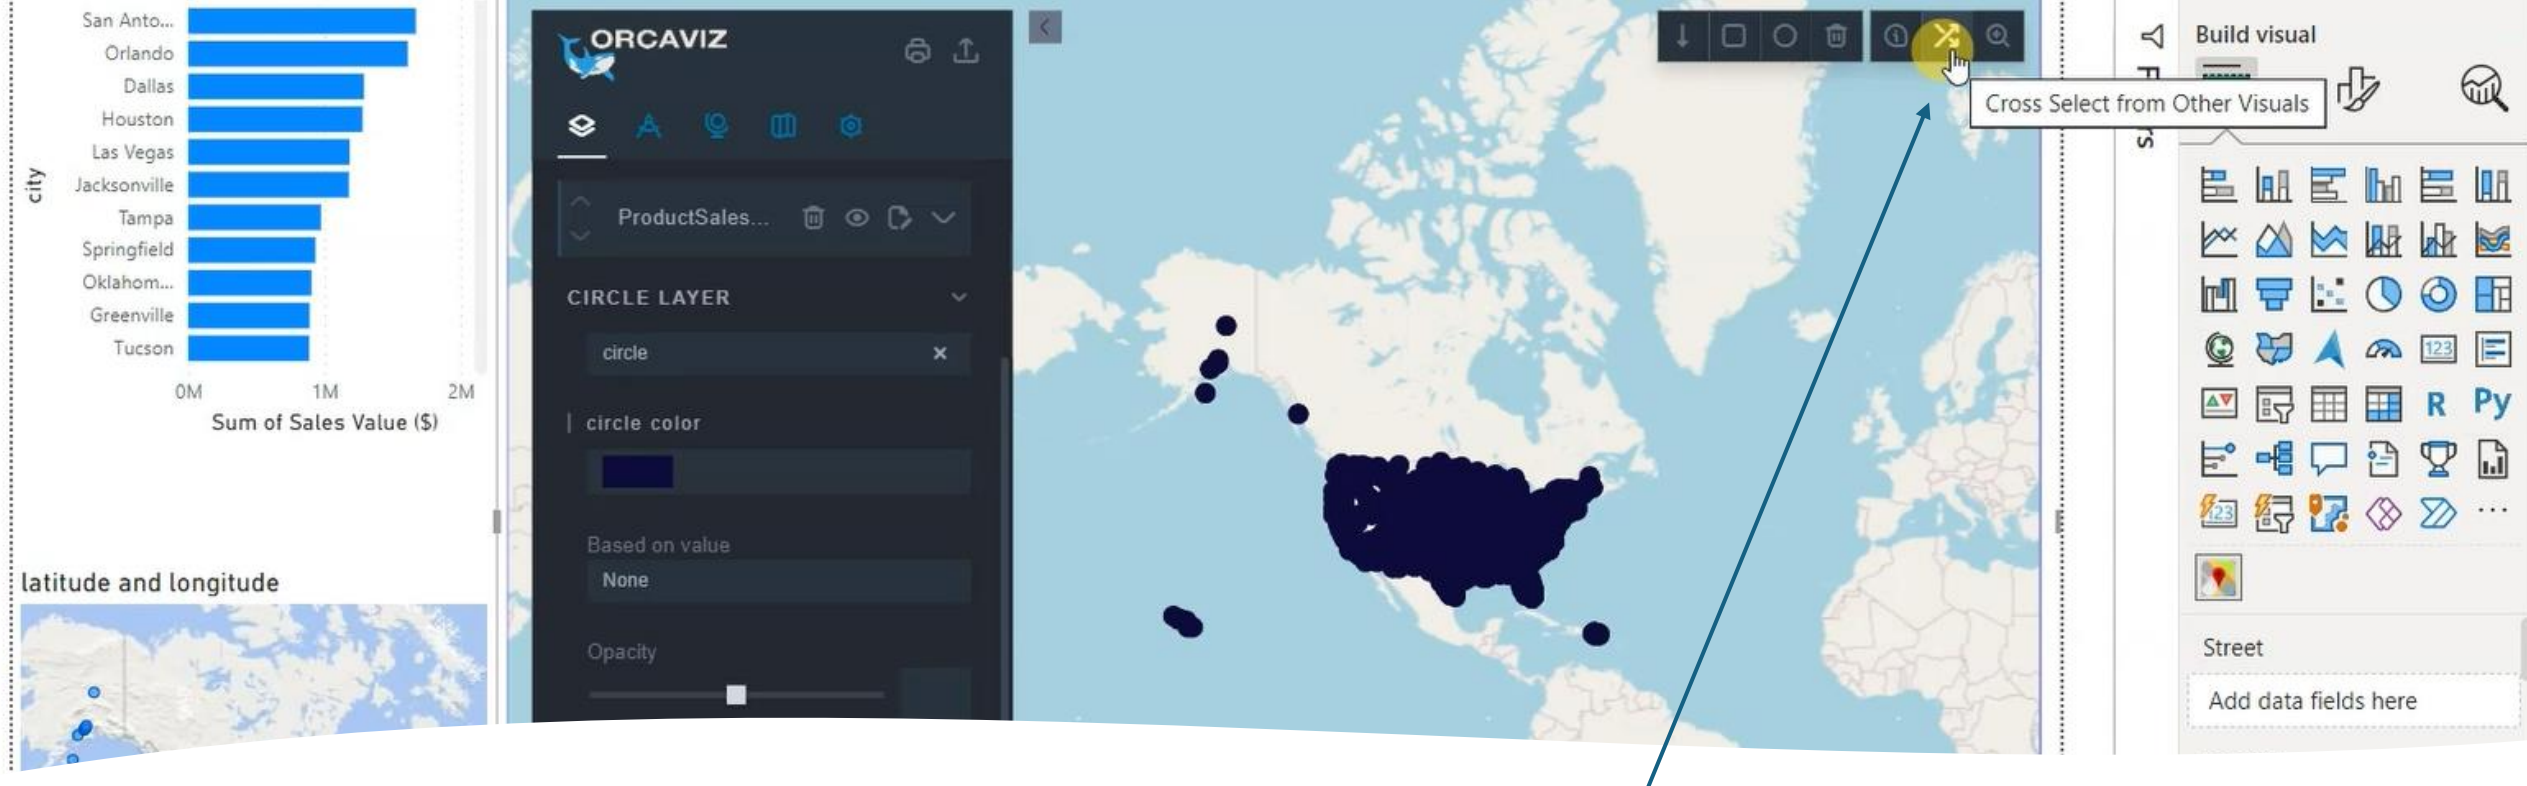 San Anto...
Orlando
Dallas
Houston
Las Vegas
Jacksonville
Tampa
Springfield
Oklahom...
Greenville
Tucson
city
0M 1M 2M
Sum of Sales Value ($)
latitude and longitude
ORCAVIZ
ProductSales...
CIRCLE LAYER
circle
circle color
Based on value
None
Opacity
Cross Select from Other Visuals
Build visual
123
R Py
123
Street
Add data fields here